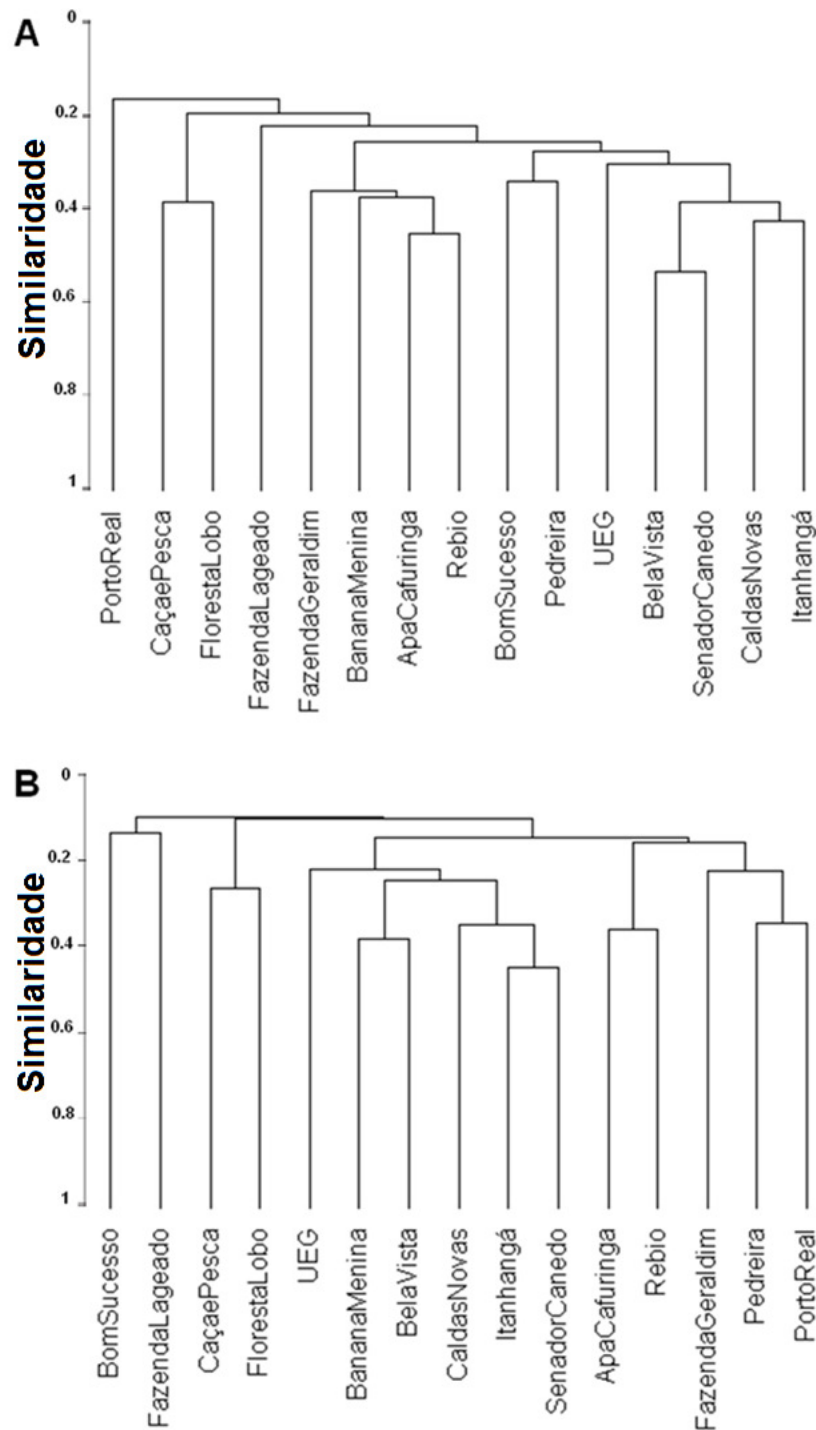 A
Similaridade
0
0.2
0.4
0.6
0.8
1
PortoReal
CaçaePesca
FlorestaLobo
FazendaLageado
FazendaGeraldim
BananaMenina
ApaCafuringa
Rebio
BomSucesso
Pedreira
UEG
BelaVista
SenadorCanedo
CaldasNovas
Itanhangá
B
Similaridade
0
0.2
0.4
0.6
0.8
1
BomSucesso
FazendaLageado
CaçaePesca
FlorestaLobo
UEG
BananaMenina
BelaVista
CaldasNovas
Itanhangá
SenadorCanedo
ApaCafuringa
Rebio
FazendaGeraldim
Pedreira
PortoReal